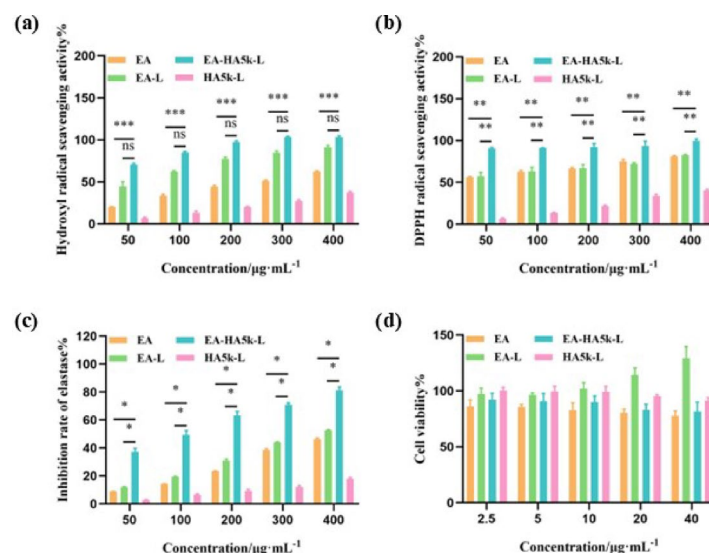 (a)
EA
EA-HA5k-L
EA-L
HA5k-L
Hydroxyl radical scavenging activity%
200
150
100
50
0
***
ns
***
ns
***
ns
***
ns
***
ns
50 100 200 300 400
Concentration/μg·mL⁻¹
(b)
EA
EA-HA5k-L
EA-L
HA5k-L
DPPH radical scavenging activity%
200
150
100
50
0
**
**
**
**
**
**
**
**
**
**
50 100 200 300 400
Concentration/μg·mL⁻¹
(c)
EA
EA-HA5k-L
EA-L
HA5k-L
Inhibition rate of elastase%
120
100
80
60
40
20
0
*
*
*
*
*
*
*
*
*
*
50 100 200 300 400
Concentration/μg·mL⁻¹
(d)
EA
EA-HA5k-L
EA-L
HA5k-L
Cell viability%
150
100
50
0
2.5 5 10 20 40
Concentration/μg·mL⁻¹